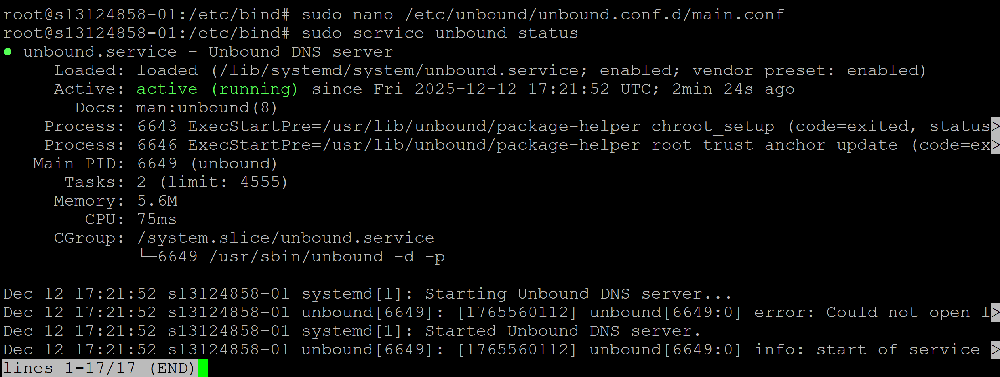 root@s13124858-01:/etc/bind# sudo nano /etc/unbound/unbound.conf.d/main.conf
root@s13124858-01:/etc/bind# sudo service unbound status
● unbound.service - Unbound DNS server
     Loaded: loaded (/lib/systemd/system/unbound.service; enabled; vendor preset: enabled)
     Active: active (running) since Fri 2025-12-12 17:21:52 UTC; 2min 24s ago
       Docs: man:unbound(8)
    Process: 6643 ExecStartPre=/usr/lib/unbound/package-helper chroot_setup (code=exited, status>
    Process: 6646 ExecStartPre=/usr/lib/unbound/package-helper root_trust_anchor_update (code=ex>
   Main PID: 6649 (unbound)
      Tasks: 2 (limit: 4555)
     Memory: 5.6M
        CPU: 75ms
     CGroup: /system.slice/unbound.service
             └─6649 /usr/sbin/unbound -d -p

Dec 12 17:21:52 s13124858-01 systemd[1]: Starting Unbound DNS server...
Dec 12 17:21:52 s13124858-01 unbound[6649]: [1765560112] unbound[6649:0] error: Could not open l>
Dec 12 17:21:52 s13124858-01 systemd[1]: Started Unbound DNS server.
Dec 12 17:21:52 s13124858-01 unbound[6649]: [1765560112] unbound[6649:0] info: start of service >
lines 1-17/17 (END)